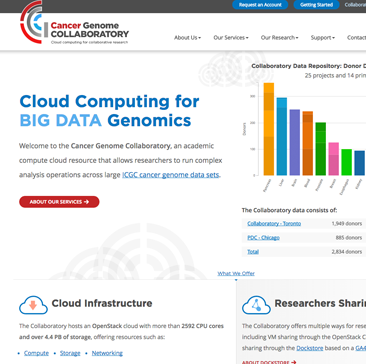 Request an Account
Getting Started
Collabora
Cancer Genome
COLLABORATORY
Cloud computing for collaborative research
About Us
Our Services
Our Research
Support
Contac
Collaboratory Data Repository: Donor D
25 projects and 14 prim
Cloud Computing for
BIG DATA Genomics
Welcome to the Cancer Genome Collaboratory, an academic
compute cloud resource that allows researchers to run complex
analysis operations across large ICGC cancer genome data sets.
ABOUT OUR SERVICES
Donors
The Collaboratory data consists of:
Collaboratory - Toronto 1,949 donors
PDC - Chicago 885 donors
Total 2,834 donors
What We Offer
Cloud Infrastructure
The Collaboratory hosts an OpenStack cloud with more than 2592 CPU cores
and over 4.4 PB of storage, offering resources such as:
Compute
Storage
Networking
Researchers Sharin
The Collaboratory offers multiple ways for resea
including VM sharing through the OpenStack C
sharing through the Dockstore based on a GA4
ABOUT DOCKSTORE